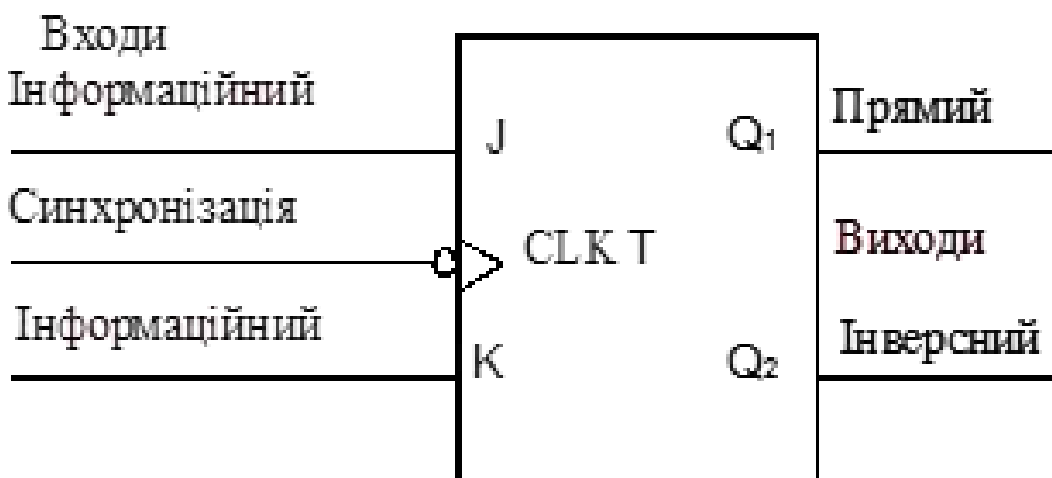 Входи
Інформаційний
J
Q1
Прямий
Синхронізація
CLK T
Виходи
Інформаційний
K
Q2
Інверсний